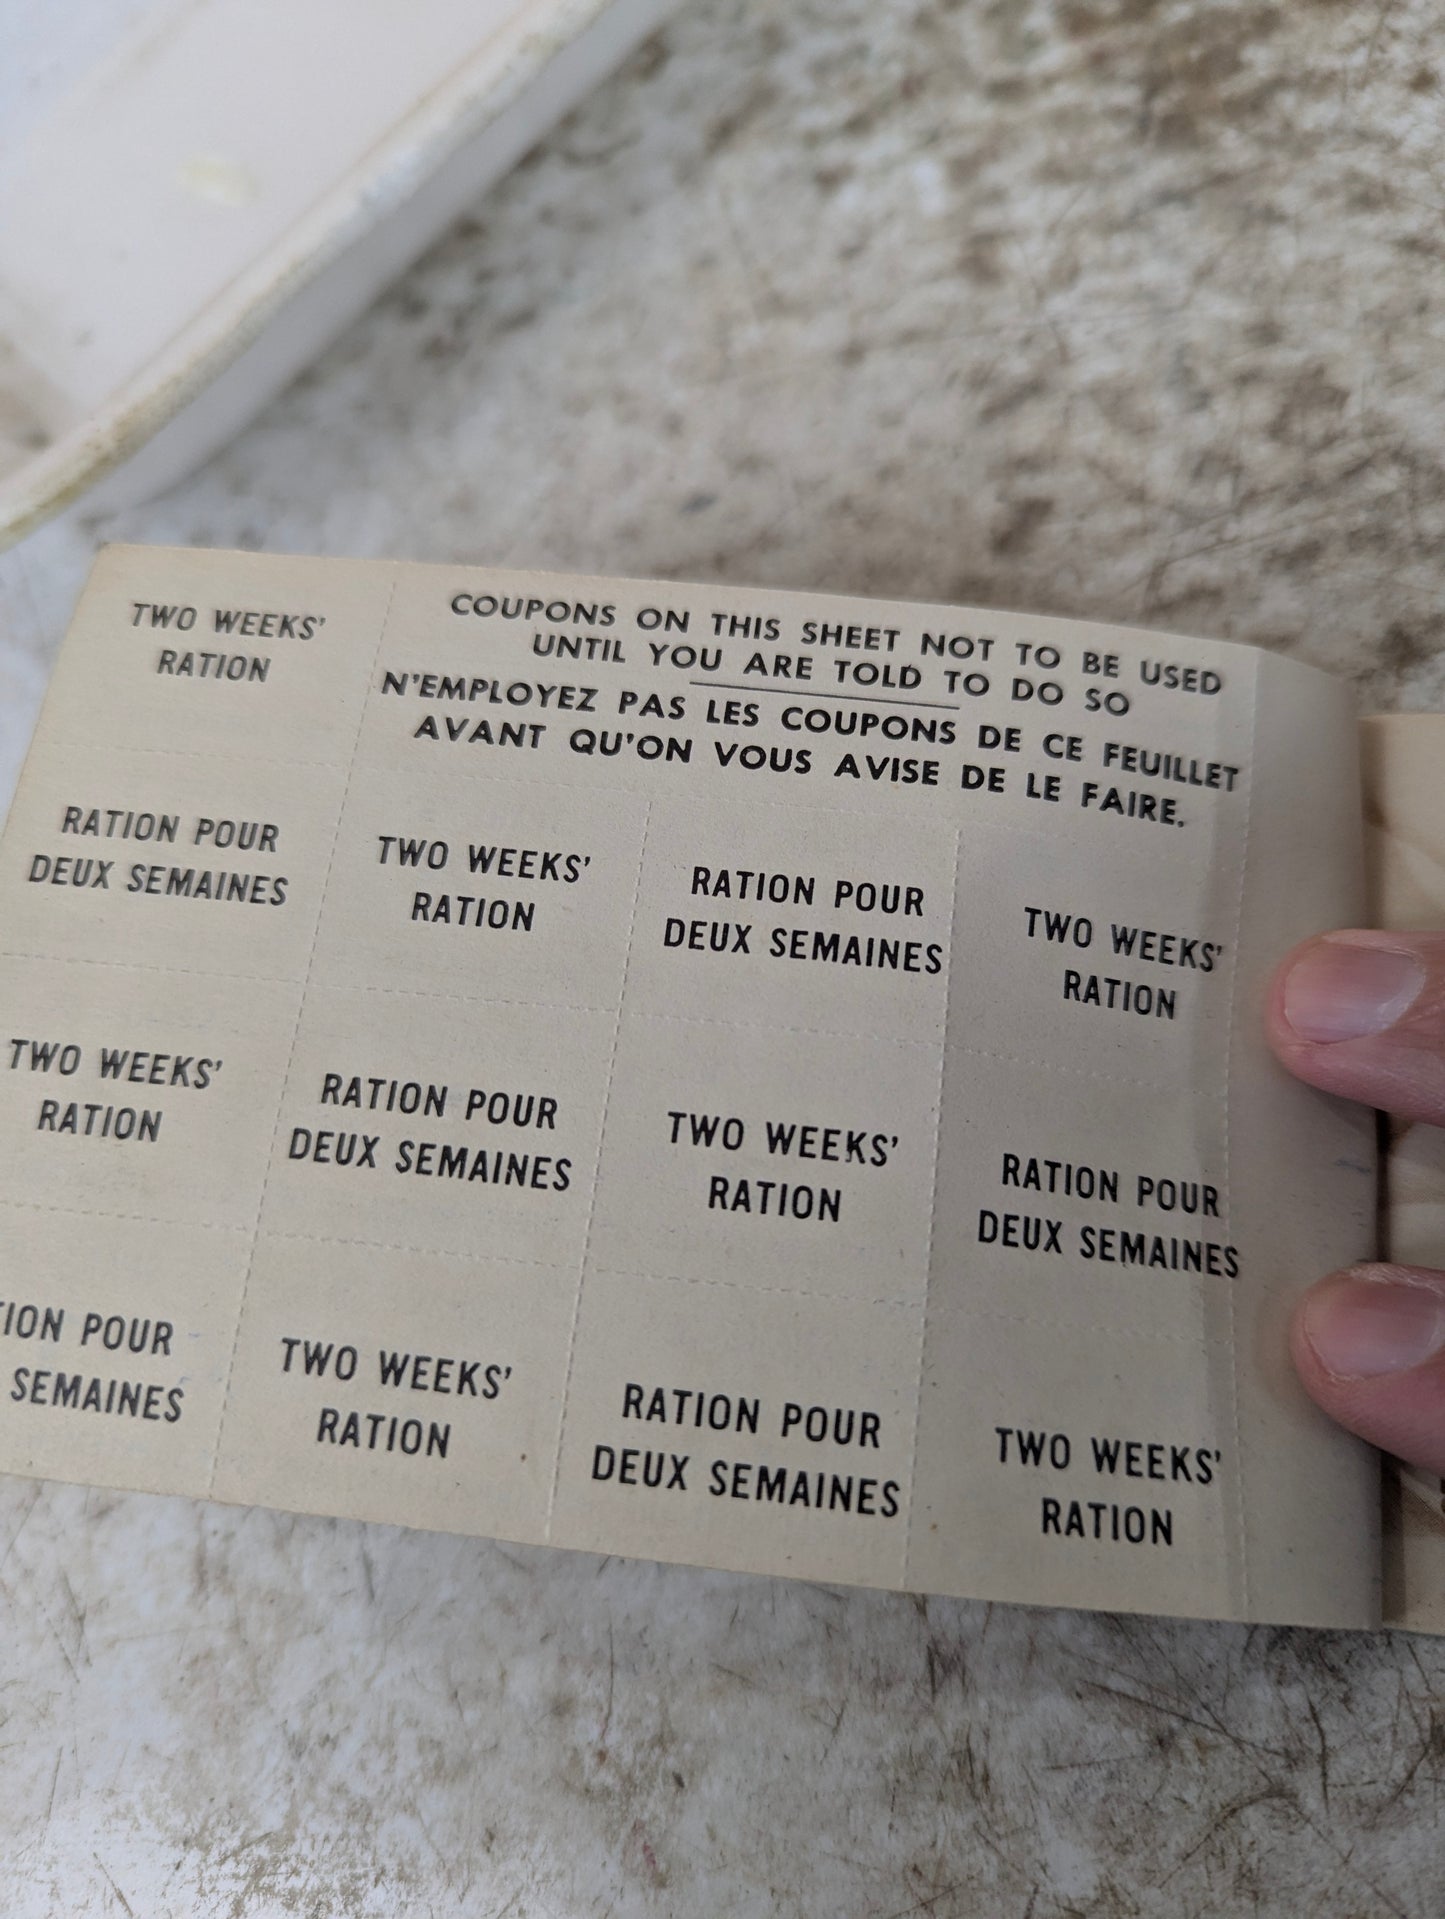 TWO WEEKS'
RATION
COUPONS ON THIS SHEET NOT TO BE USED
UNTIL YOU ARE TOLD TO DO SO
N'EMPLOYEZ PAS LES COUPONS DE CE FEUILLET
AVANT QU'ON VOUS AVISE DE LE FAIRE.
RATION POUR
DEUX SEMAINES
TWO WEEKS'
RATION
RATION POUR
DEUX SEMAINES
TWO WEEKS'
RATION
TWO WEEKS'
RATION
RATION POUR
DEUX SEMAINES
TWO WEEKS'
RATION
RATION POUR
DEUX SEMAINES
POUR
SEMAINES
TWO WEEKS'
RATION
RATION POUR
DEUX SEMAINES
TWO WEEKS'
RATION